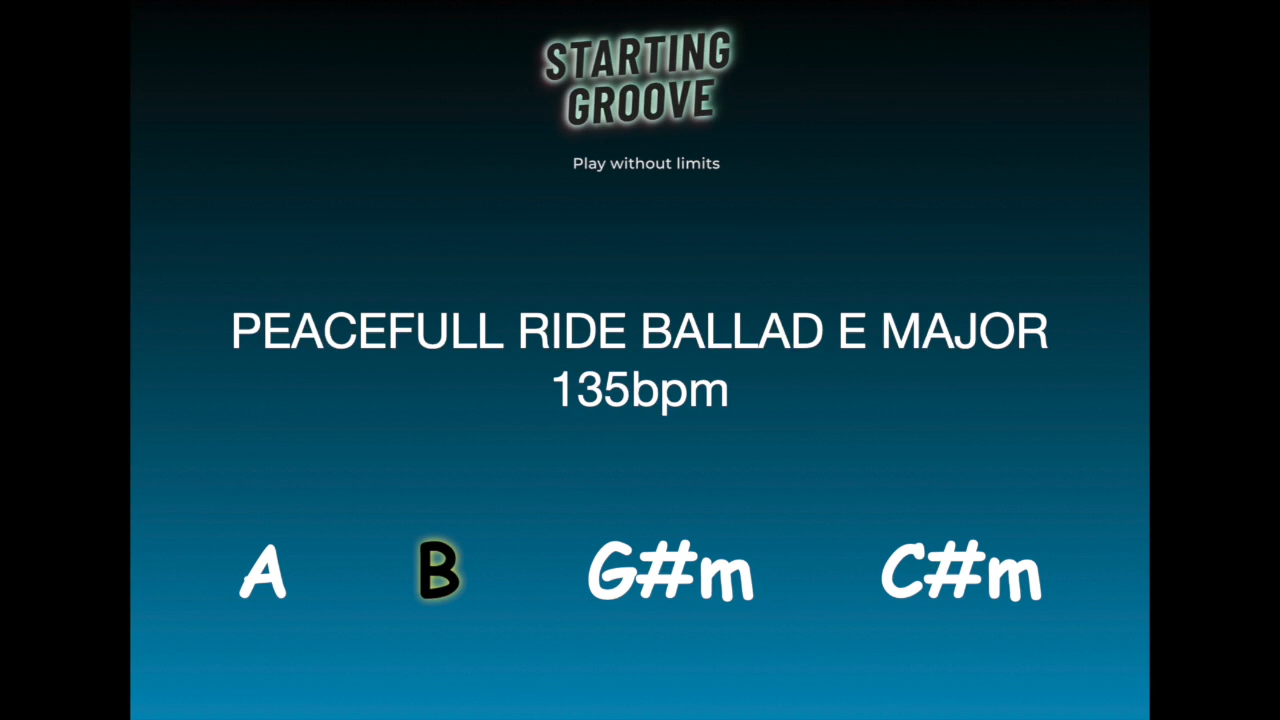 STARTING
GROOVE
Play without limits
PEACEFULL RIDE BALLAD E MAJOR
135bpm
A B G#m C#m